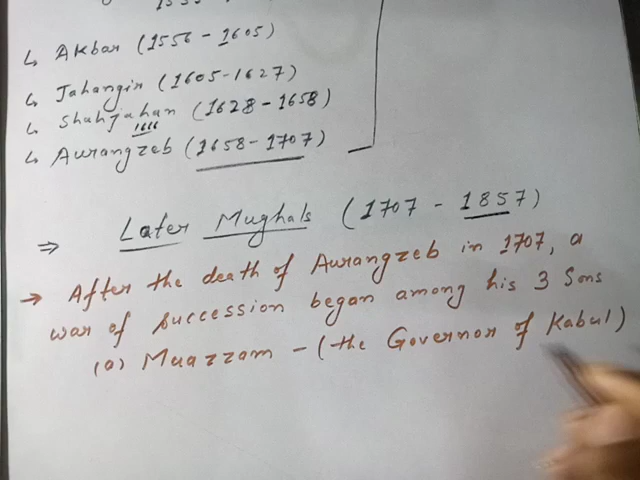 ↳ Akbar (1556 - 1605)
↳ Jahangir (1605-1627)
↳ Shahjahan (1628 - 1658)
1666
↳ Aurangzeb (1658-1707)
⇒ Later Mughals (1707 - 1857)
→ After the death of Aurangzeb in 1707, a
war of succession began among his 3 Sons
(a) Muazzam - (the Governor of Kabul)